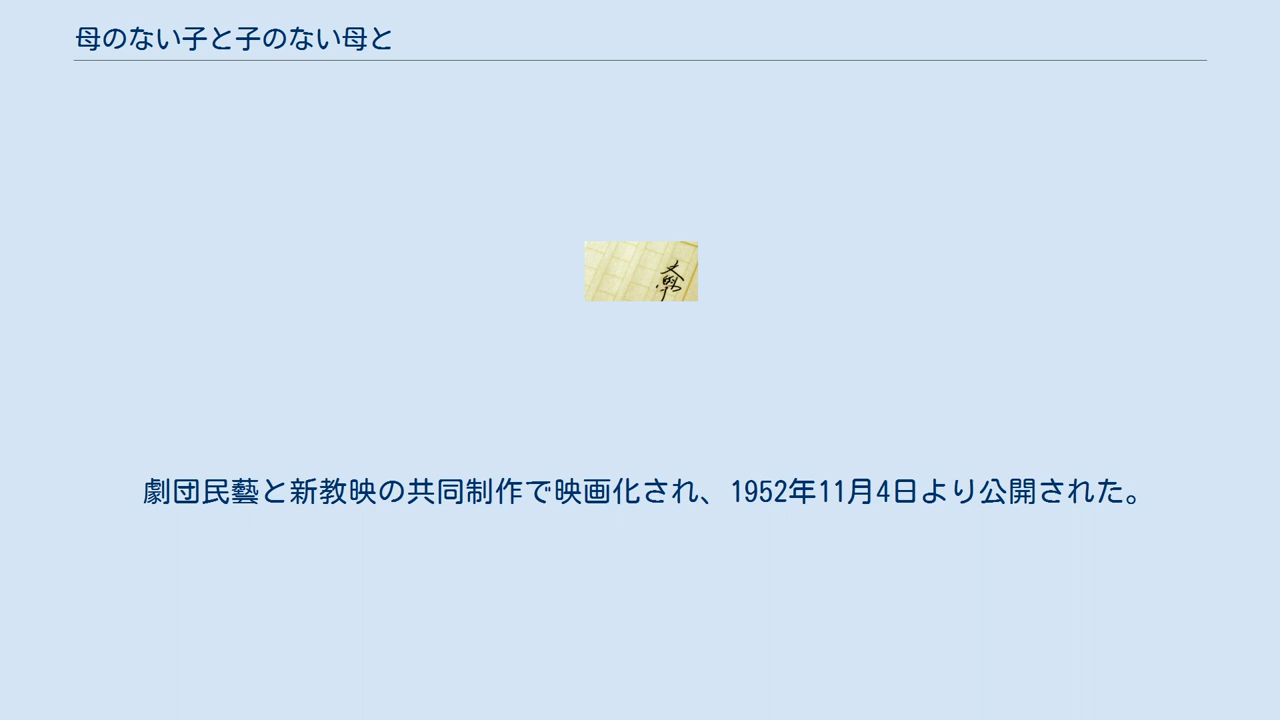 母のない子と子のない母と
劇団民藝と新教映の共同制作で映画化され、1952年11月4日より公開された。